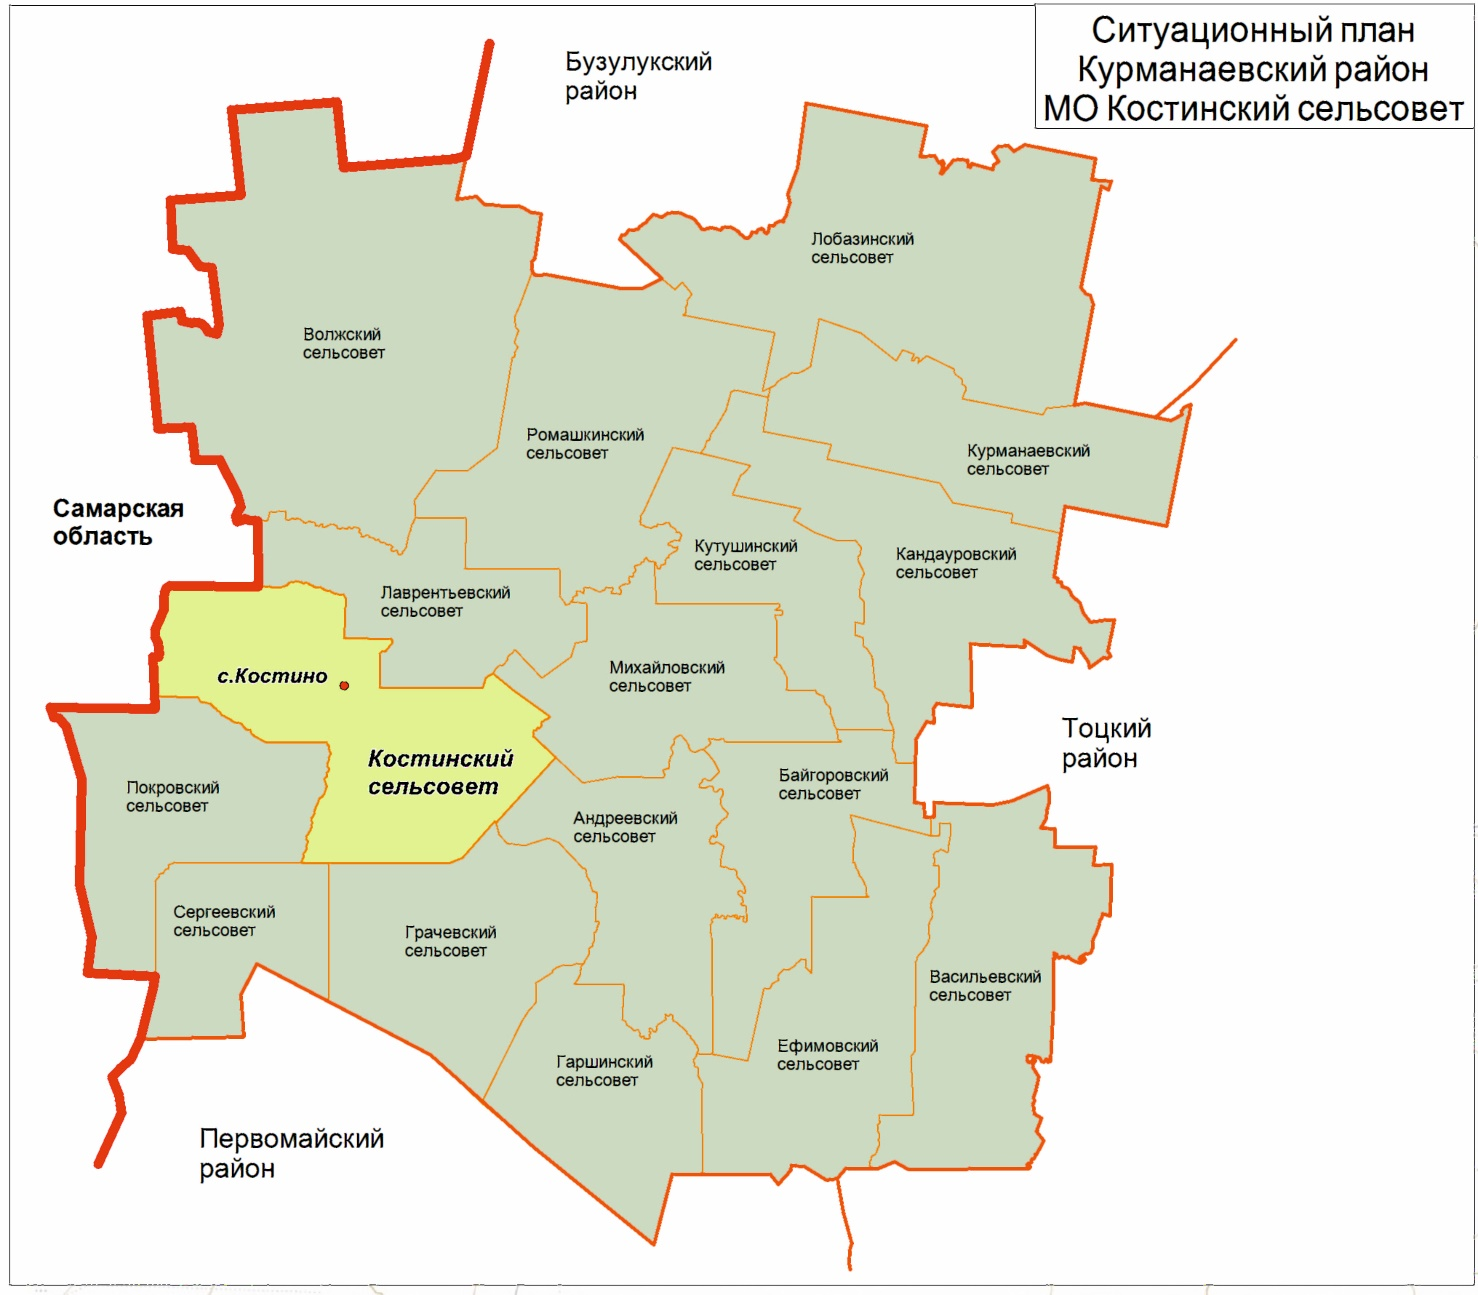 Ситуационный план
Курманаевский район
МО Костинский сельсовет
Бузулукский
район
Лобазинский
сельсовет
Волжский
сельсовет
Ромашкинский
сельсовет
Курманаевский
сельсовет
Самарская
область
Кутушинский
сельсовет
Кандауровский
сельсовет
Лаврентьевский
сельсовет
Михайловский
сельсовет
с.Костино
Тоцкий
район
Костинский
сельсовет
Байгоровский
сельсовет
Покровский
сельсовет
Андреевский
сельсовет
Сергеевский
сельсовет
Грачевский
сельсовет
Васильевский
сельсовет
Ефимовский
сельсовет
Гаршинский
сельсовет
Первомайский
район